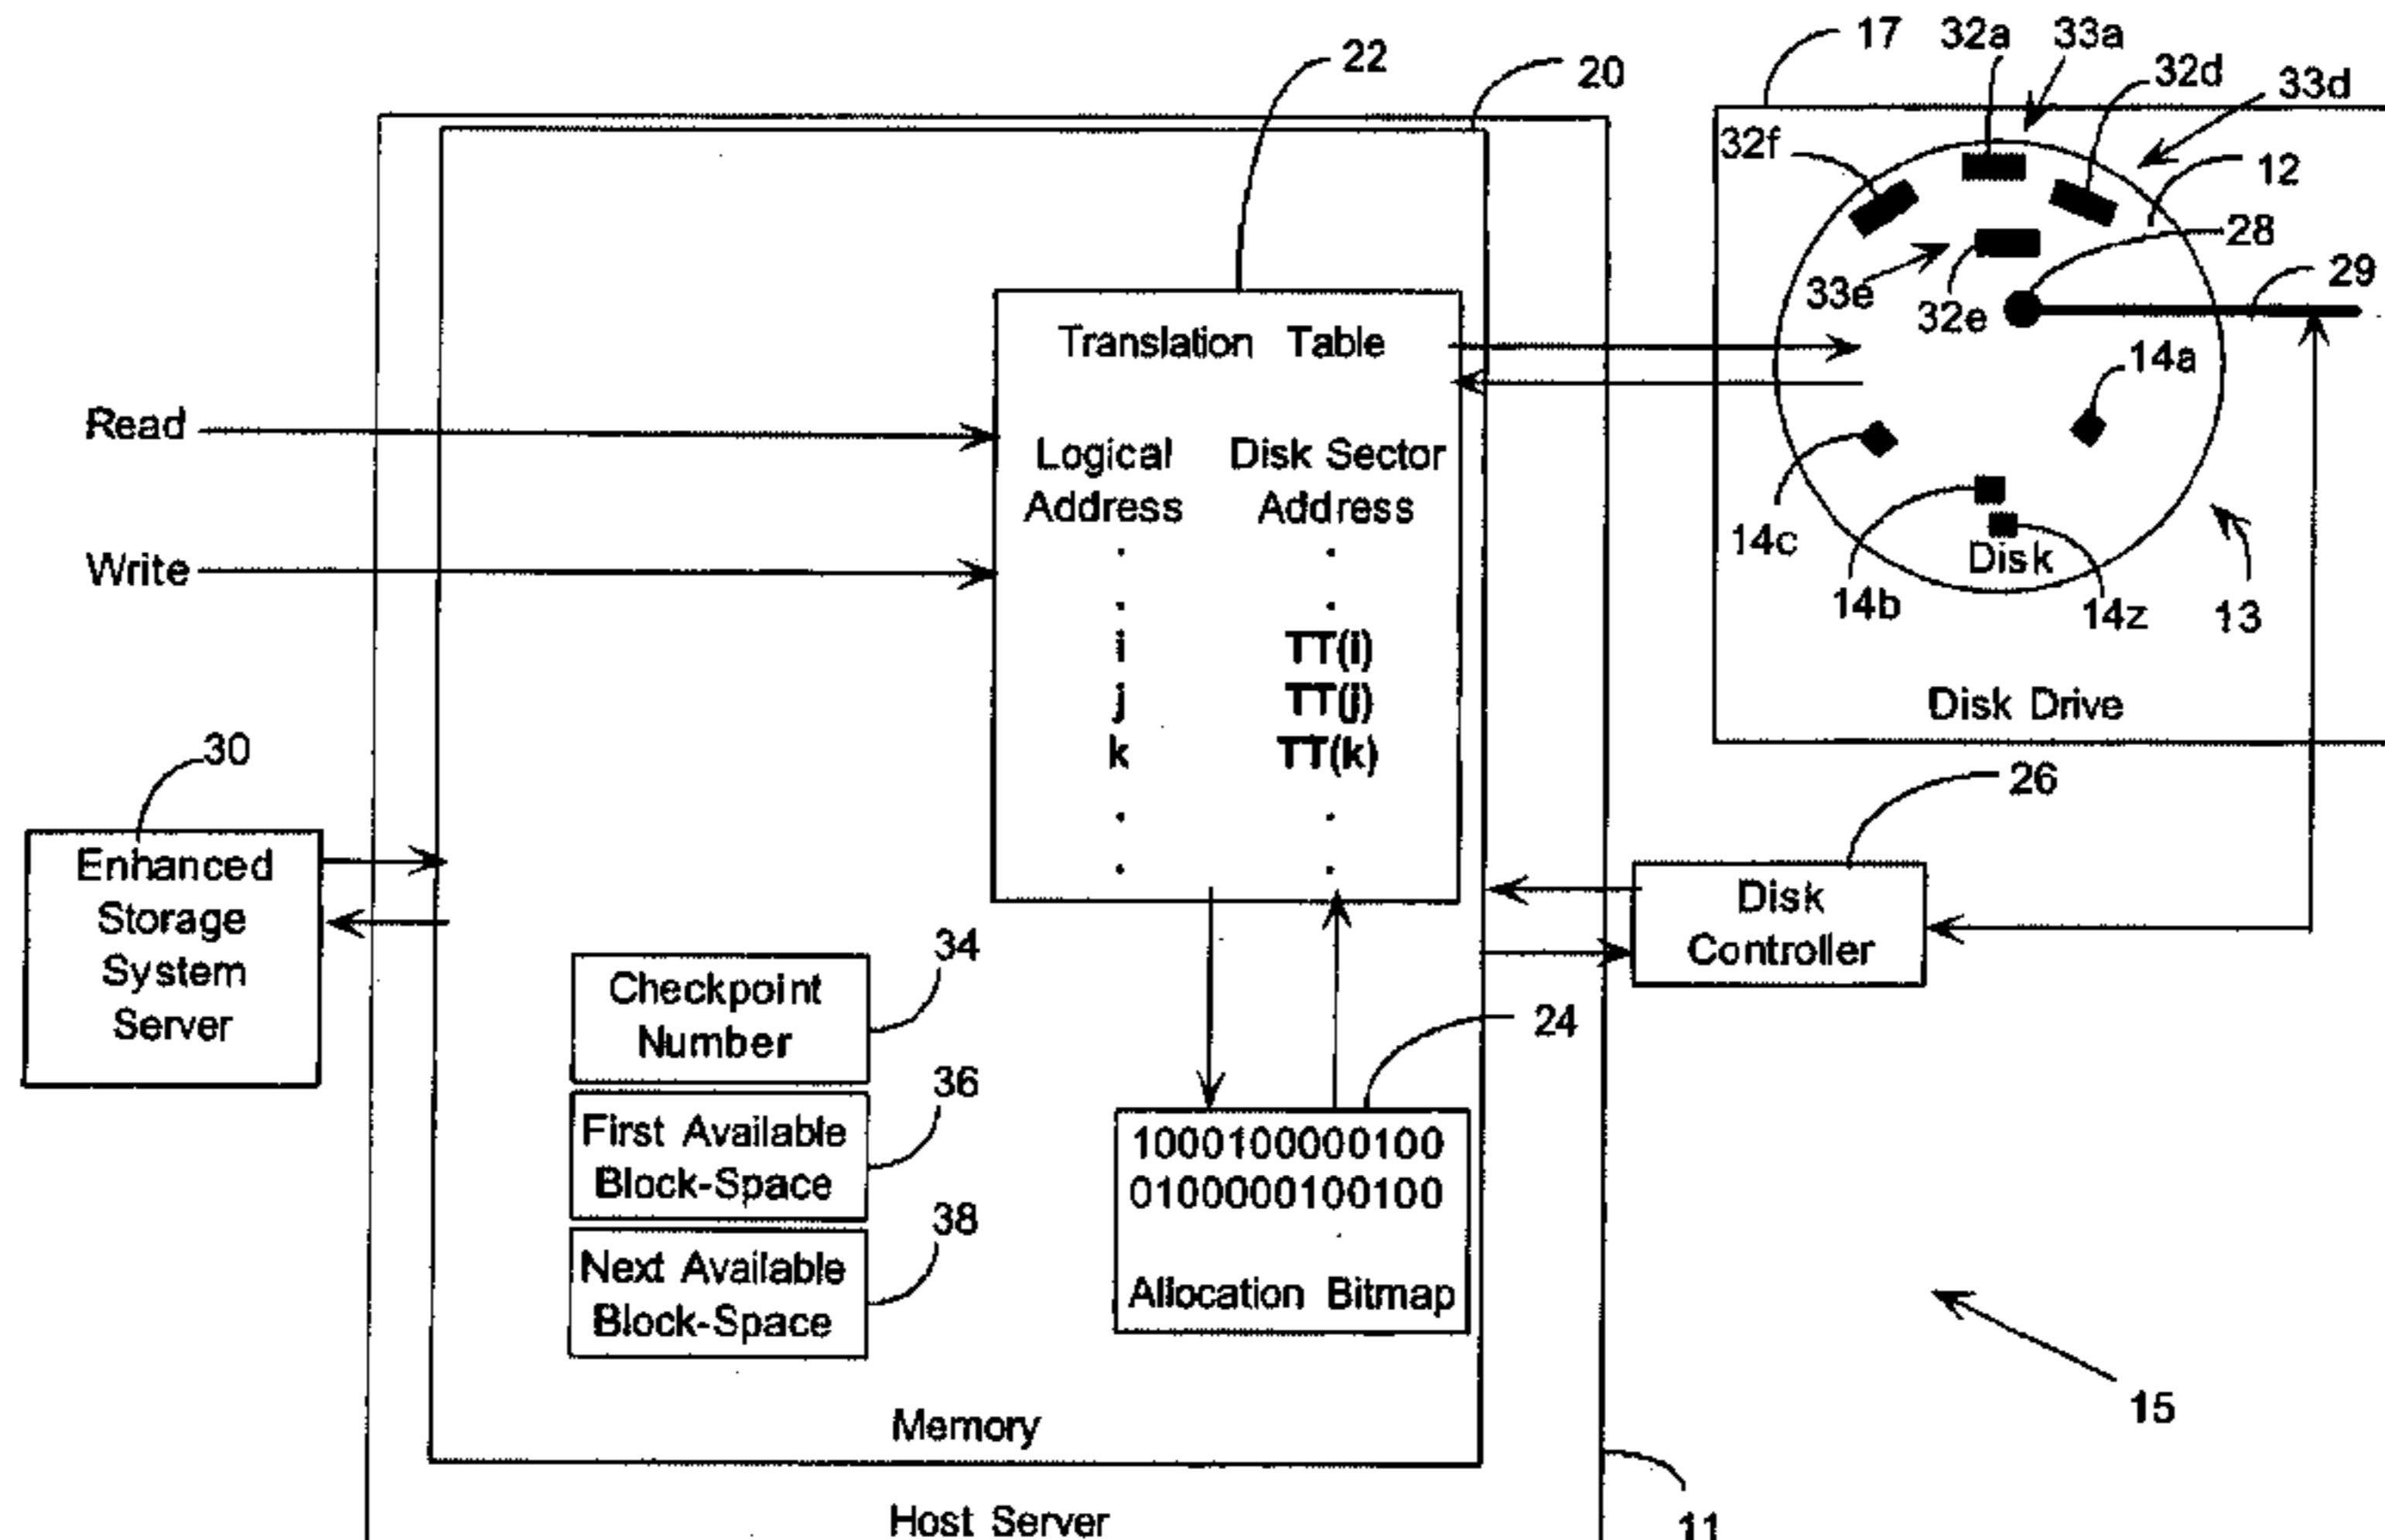 22
20
17
32a
33a
32d
33d
32f
12
28
29
33e
32e
14a
14c
14b
14z
Disk
13
Disk Drive
Read
Write
Translation Table
Logical Address
Disk Sector Address
i TT(i)
j TT(j)
k TT(k)
30
Enhanced
Storage
System
Server
26
Disk
Controller
34
Checkpoint
Number
36
First Available
Block-Space
38
Next Available
Block-Space
24
1000100000100
0100000100100
Allocation Bitmap
15
Memory
11
Host Server